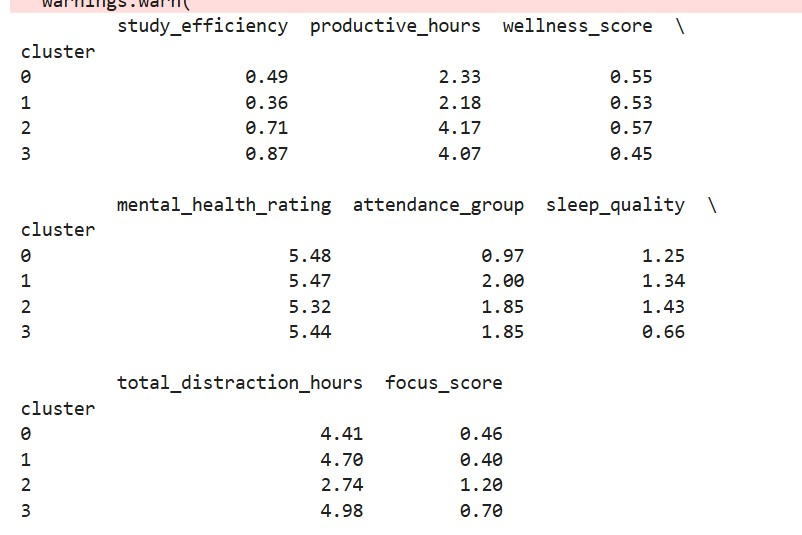 warnings.warn(
study_efficiency  productive_hours  wellness_score  \
cluster
0  0.49  2.33  0.55
1  0.36  2.18  0.53
2  0.71  4.17  0.57
3  0.87  4.07  0.45
mental_health_rating  attendance_group  sleep_quality  \
cluster
0  5.48  0.97  1.25
1  5.47  2.00  1.34
2  5.32  1.85  1.43
3  5.44  1.85  0.66
total_distraction_hours  focus_score
cluster
0  4.41  0.46
1  4.70  0.40
2  2.74  1.20
3  4.98  0.70